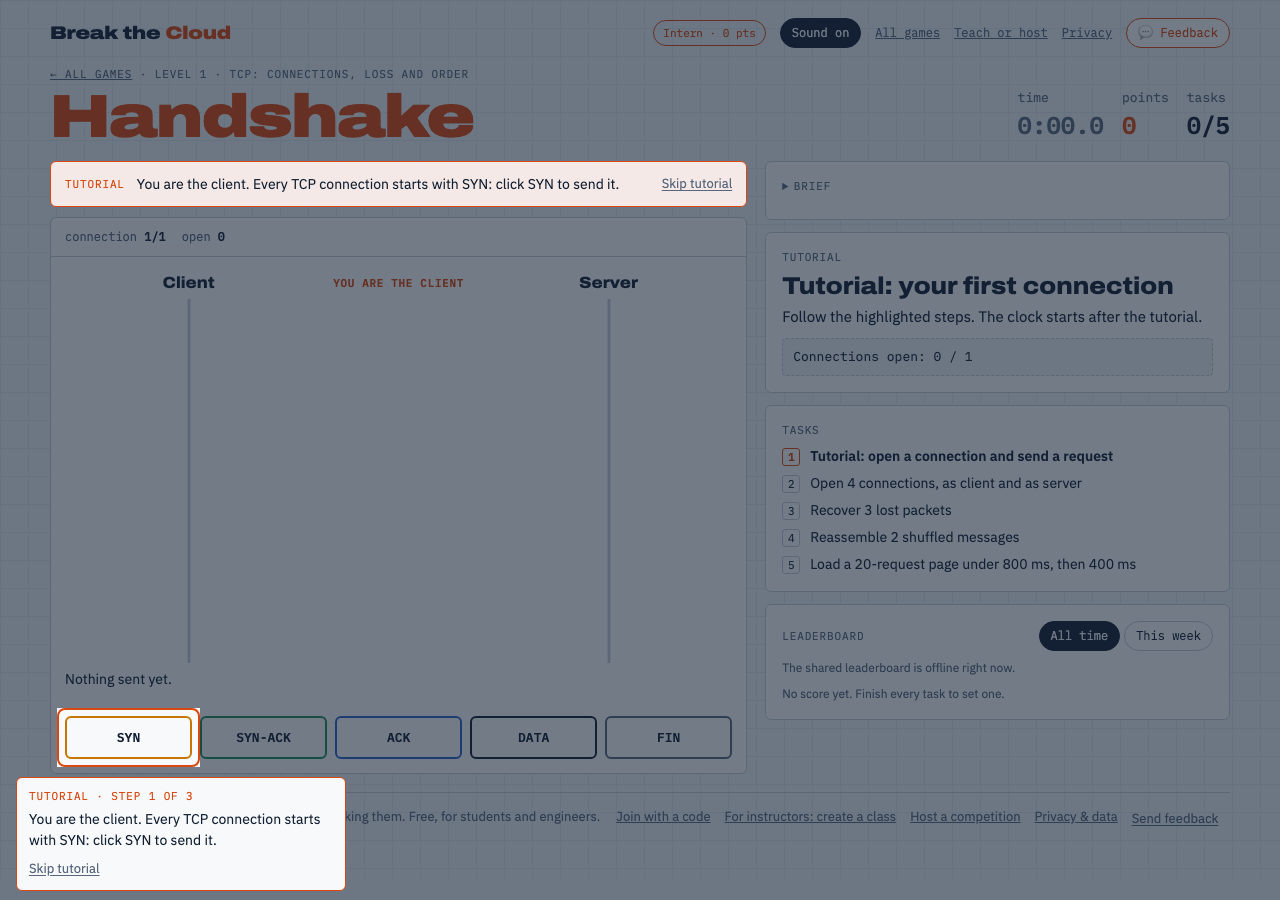 Break the Cloud
Intern · 0 pts
Sound on
All games
Teach or host
Privacy
💬 Feedback
← ALL GAMES · LEVEL 1 · TCP: CONNECTIONS, LOSS AND ORDER
Handshake
time
0:00.0
points
0
tasks
0/5
TUTORIAL You are the client. Every TCP connection starts with SYN: click SYN to send it.
Skip tutorial
connection 1/1 open 0
Client
YOU ARE THE CLIENT
Server
Nothing sent yet.
SYN
SYN-ACK
ACK
DATA
FIN
▶ BRIEF
TUTORIAL
Tutorial: your first connection
Follow the highlighted steps. The clock starts after the tutorial.
Connections open: 0 / 1
TASKS
1 Tutorial: open a connection and send a request
2 Open 4 connections, as client and as server
3 Recover 3 lost packets
4 Reassemble 2 shuffled messages
5 Load a 20-request page under 800 ms, then 400 ms
LEADERBOARD
All time
This week
The shared leaderboard is offline right now.
No score yet. Finish every task to set one.
TUTORIAL · STEP 1 OF 3
You are the client. Every TCP connection starts
with SYN: click SYN to send it.
Skip tutorial
them. Free, for students and engineers.
Join with a code
For instructors: create a class
Host a competition
Privacy & data
Send feedback